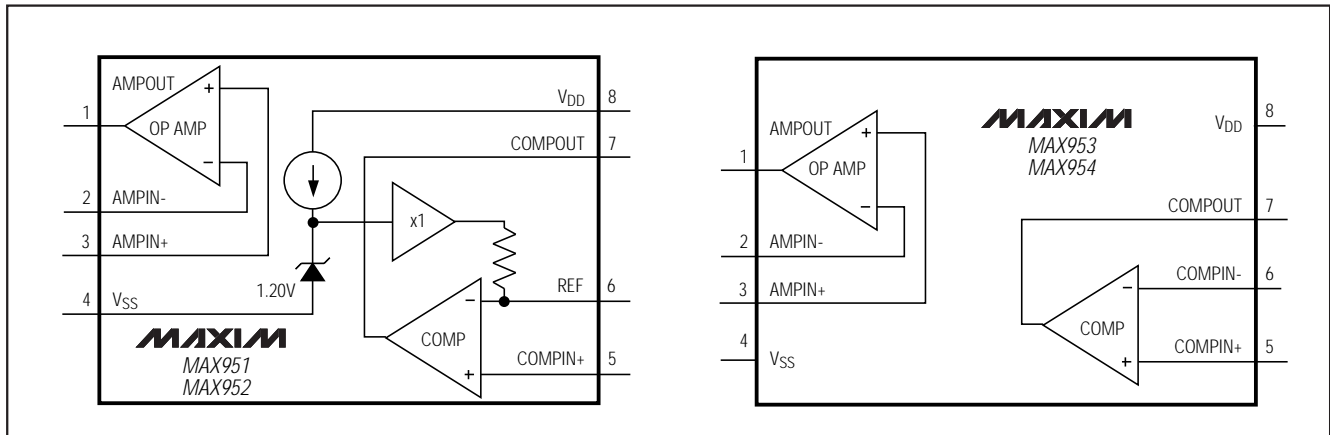 AMPOUT
1
OP AMP
+
−
2
AMPIN-
3
AMPIN+
4
VSS
1.20V
VDD
8
COMPOUT
7
x1
REF
6
−
COMP
+
COMPIN+
5
MAXIM
MAX951
MAX952
AMPOUT
1
OP AMP
+
−
2
AMPIN-
3
AMPIN+
4
VSS
MAXIM
MAX953
MAX954
VDD
8
COMPOUT
7
COMPIN-
6
−
COMP
+
COMPIN+
5